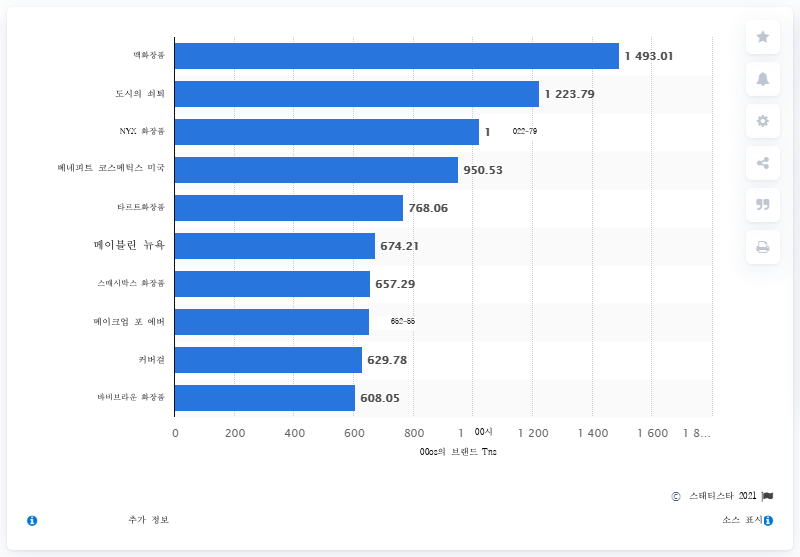 맥화장품 1 493.01
도시의 쇠퇴 1 223.79
NYX 화장품 1 022-79
베네피트 코스메틱스 미국 950.53
타르트화장품 768.06
메이블린 뉴욕 674.21
스매시박스 화장품 657.29
메이크업 포 에버 652-55
커버걸 629.78
바비브라운 화장품 608.05
0 200 400 600 800 1 00시 1 200 1 400 1 600 1 8...
00os의 브랜드 Tns
© 스태티스타 2021
추가 정보 소스 표시